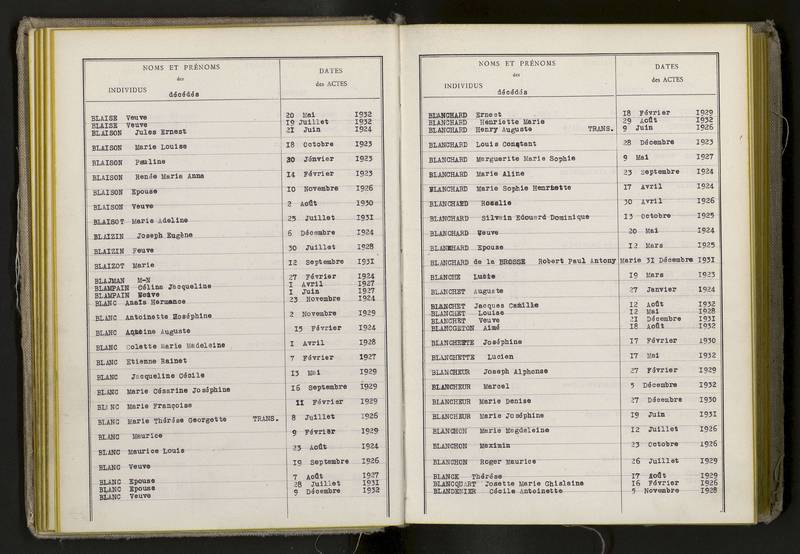 NOMS ET PRÉNOMS
des
INDIVIDUS décédés
DATES
des ACTES
BLAISE Veuve 20 Mai 1932
BLAISE Veuve 19 Juillet 1932
BLAISON Jules Ernest 21 Juin 1924
BLAISON Marie Louise 18 Octobre 1923
BLAISON Pauline 30 Jánvier 1923
BLAISON Renée Marie Anna 14 Février 1923
BLAISON Epouse 10 Novembre 1926
BLAISON Veuve 2 Août 1930
BLAISOT Marie Adeline 25 Juillet 1931
BLAIZIN Joseph Eugène 6 Décembre 1924
BLAIZIN Feuve 30 Juillet 1928
BLAIZOT Marie 12 Septembre 1931
BLAJMAN M-N 27 Février 1924
BLAMPAIN Célina Jacqueline 1 Avril 1927
BLAMPAIN Veuve 1 Juin 1927
BLANC Anaïs Hermance 23 Novembre 1924
BLANC Antoinette Joséphine 2 Novembre 1929
BLANC Auguste 15 Février 1924
BLANC Colette Marie Madeleine 1 Avril 1928
BLANC Etienne Rainet 7 Février 1927
BLANC Jacqueline Cécile 13 Mai 1929
BLANC Marie Césarine Joséphine 16 Septembre 1929
BLANC Marie Françoise 11 Février 1929
BLANC Marie Thérèse Georgette TRANS. 8 Juillet 1926
BLANC Maurice 9 Février 1929
BLANC Maurice Louis 23 Août 1924
BLANC Veuve 19 Septembre 1926
BLANC Epouse 7 Août 1927
BLANC Epouse 28 Juillet 1931
BLANC Veuve 9 Décembre 1932
NOMS ET PRÉNOMS
des
INDIVIDUS décédés
DATES
des ACTES
BLANCHARD Ernest 18 Février 1929
BLANCHARD Henriette Marie 29 Août 1932
BLANCHARD Henry Auguste TRANS. 9 Juin 1926
BLANCHARD Louis Constant 28 Décembre 1923
BLANCHARD Marguerite Marie Sophie 9 Mai 1927
BLANCHARD Marie Aline 23 Septembre 1924
BLANCHARD Marie Sophie Henriette 17 Avril 1924
BLANCHARD Rosalie 30 Avril 1926
BLANCHARD Silvain Edouard Dominique 13 Octobre 1925
BLANCHARD Veuve 20 Mai 1924
BLANCHARD Epouse 12 Mars 1925
BLANCHARD de la BROSSE Robert Paul Antony Marie 31 Décembre 1931
BLANCHE Lucie 19 Mars 1923
BLANCHET Auguste 27 Janvier 1924
BLANCHET Jacques Camille 12 Août 1932
BLANCHET Louise 12 Mai 1928
BLANCHET Veuve 21 Décembre 1931
BLANCGETON Aimé 18 Août 1932
BLANCHETTE Joséphine 17 Février 1930
BLANCHETTE Lucien 17 Mai 1932
BLANCHEUR Joseph Alphonse 27 Février 1929
BLANCHEUR Marcel 5 Décembre 1932
BLANCHEUR Marie Denise 27 Décembre 1930
BLANCHEUR Marie Joséphine 19 Juin 1931
BLANCHON Marie Magdeleine 12 Juillet 1926
BLANCHON Maximin 23 Octobre 1926
BLANCHON Roger Maurice 26 Juillet 1929
BLANCK Thérèse 17 Août 1929
BLANCQUART Josette Marie Ghislaine 16 Février 1926
BLANDENIER Cécile Antoinette 5 Novembre 1928